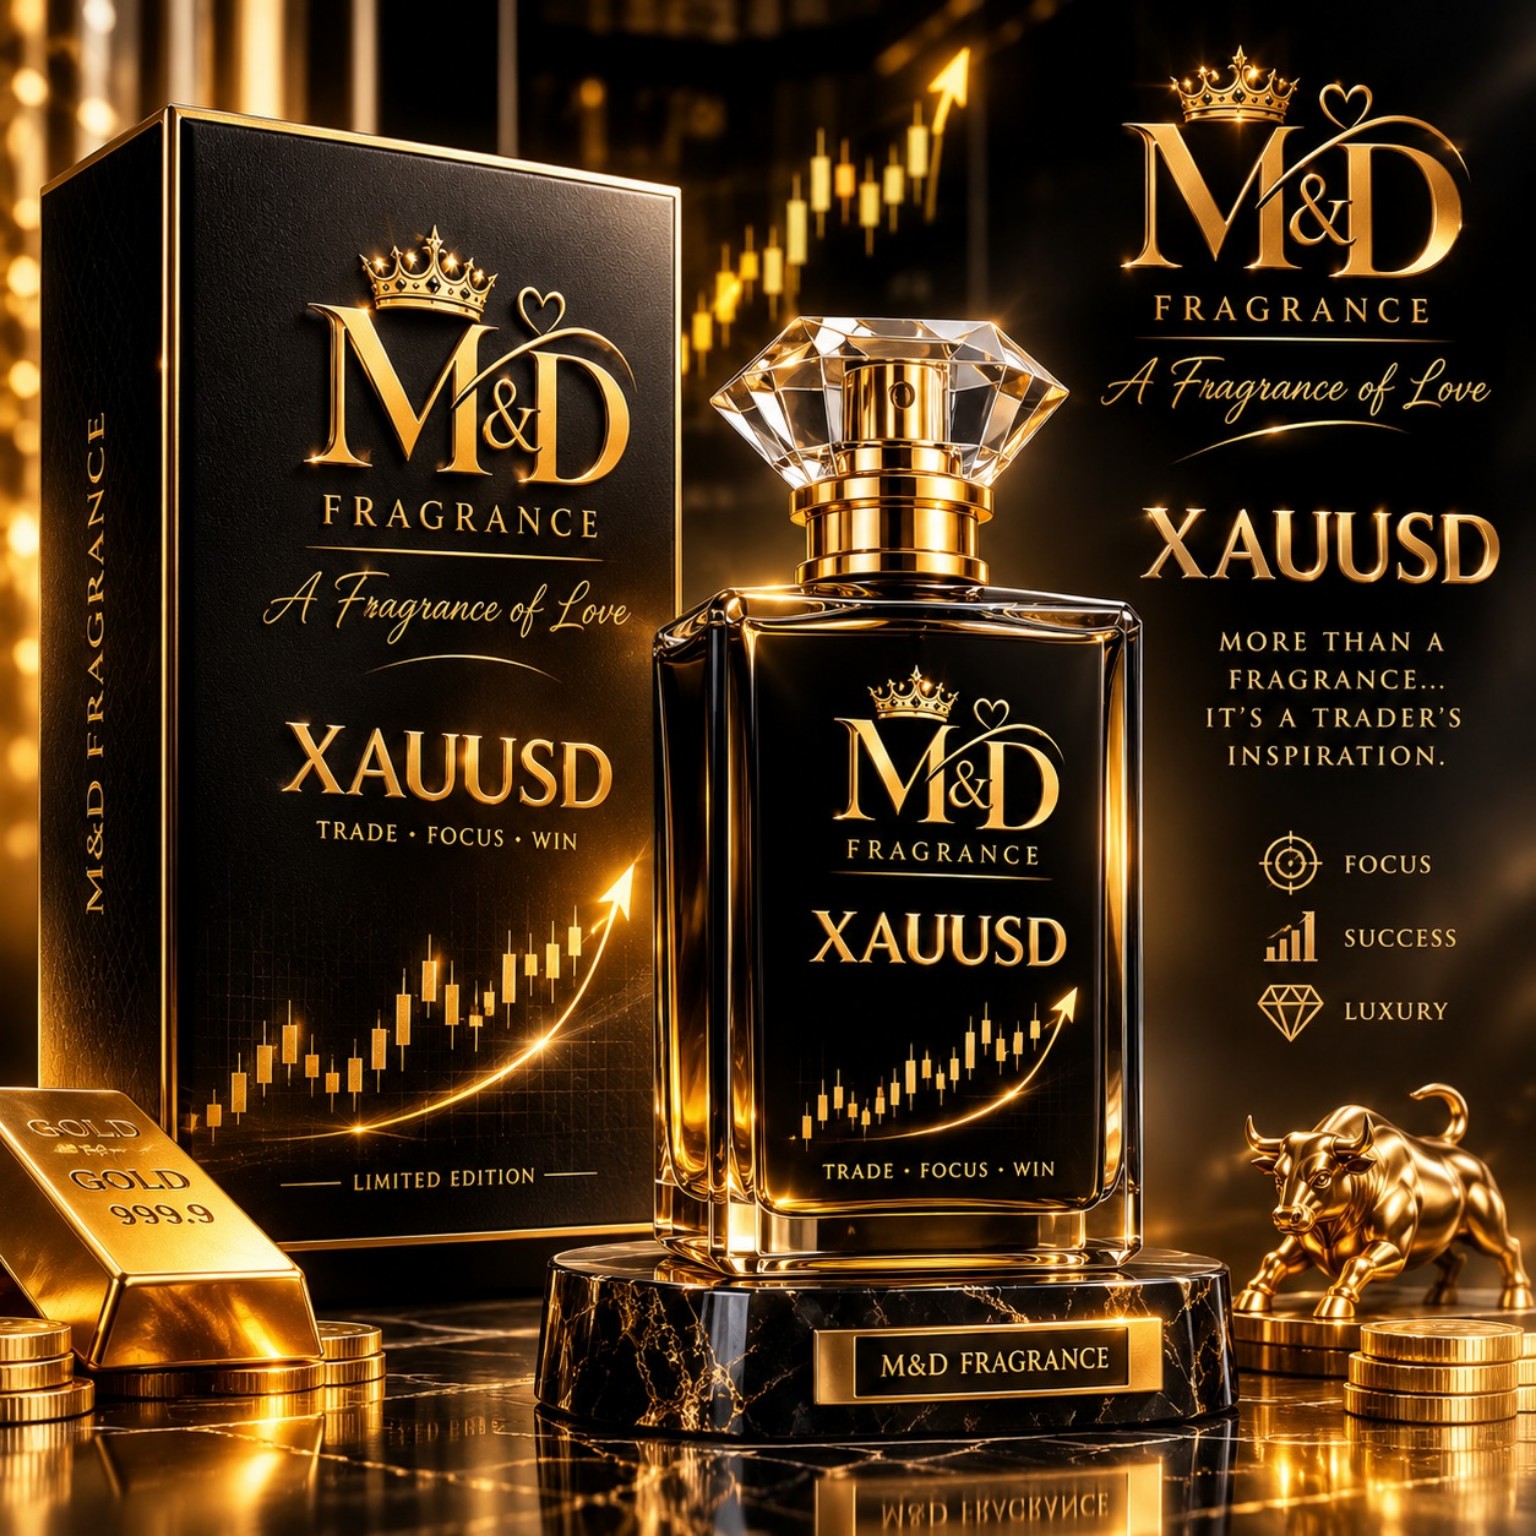 M&D
FRAGRANCE
A Fragrance of Love
XAUUSD
TRADE • FOCUS • WIN
LIMITED EDITION
M&D FRAGRANCE
GOLD
GOLD
999.9
M&D
FRAGRANCE
XAUUSD
TRADE • FOCUS • WIN
M&D FRAGRANCE
M&D
FRAGRANCE
A Fragrance of Love
XAUUSD
MORE THAN A
FRAGRANCE...
IT'S A TRADER'S
INSPIRATION.
FOCUS
SUCCESS
LUXURY